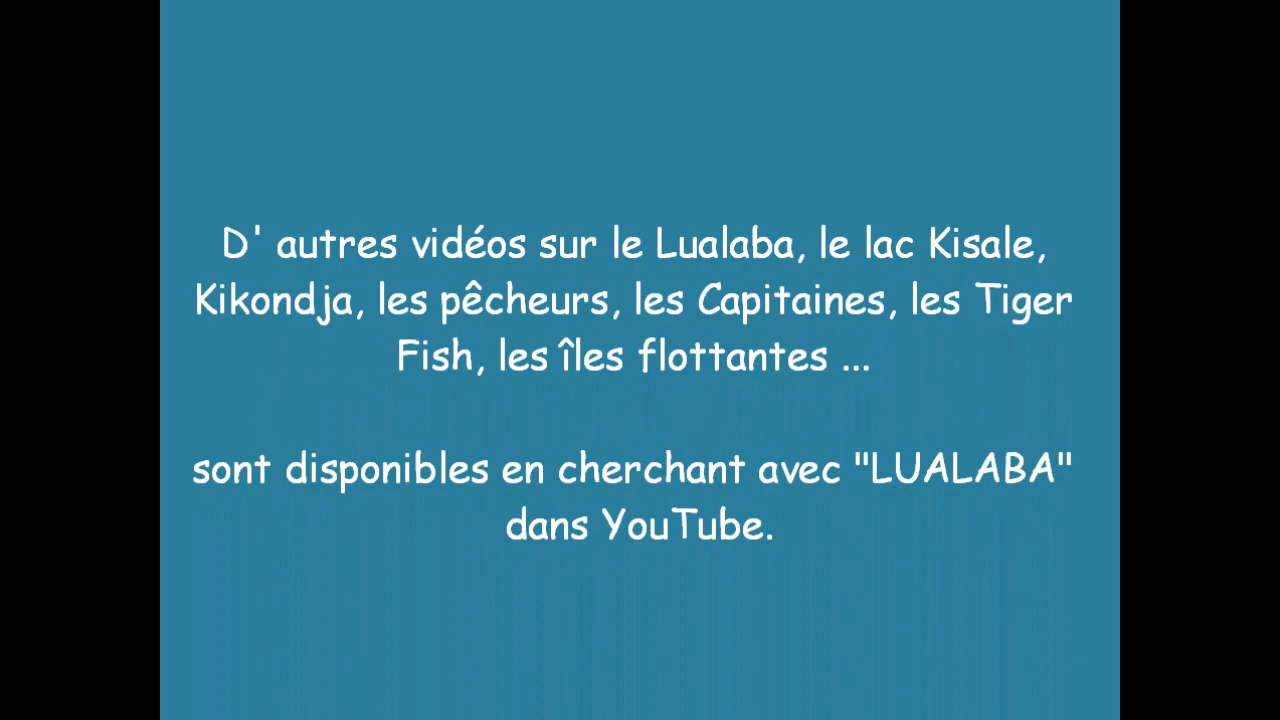 D' autres vidéos sur le Lualaba, le lac Kisale,
Kikondja, les pêcheurs, les Capitaines, les Tiger
Fish, les îles flottantes ...
sont disponibles en cherchant avec "LUALABA"
dans YouTube.